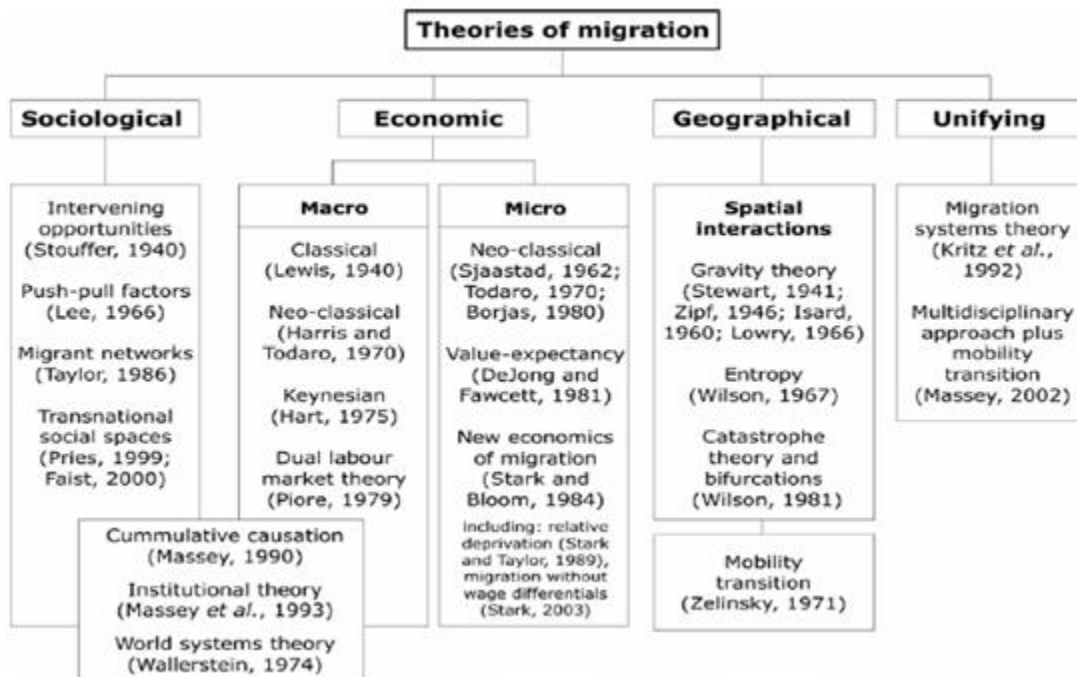 Theories of migration
Sociological
Economic
Geographical
Unifying
Intervening
opportunities
(Stouffer, 1940)
Push-pull factors
(Lee, 1966)
Migrant networks
(Taylor, 1986)
Transnational
social spaces
(Pries, 1999;
Faist, 2000)
Macro
Classical
(Lewis, 1940)
Neo-classical
(Harris and
Todaro, 1970)
Keynesian
(Hart, 1975)
Dual labour
market theory
(Piore, 1979)
Cummulative causation
(Massey, 1990)
Institutional theory
(Massey et al., 1993)
World systems theory
(Wallerstein, 1974)
Micro
Neo-classical
(Sjaastad, 1962;
Todaro, 1970;
Borjas, 1980)
Value-expectancy
(DeJong and
Fawcett, 1981)
New economics
of migration
(Stark and
Bloom, 1984)
including: relative
deprivation (Stark
and Taylor, 1989),
migration without
wage differentials
(Stark, 2003)
Spatial
interactions
Gravity theory
(Stewart, 1941;
Zipf, 1946; Isard,
1960; Lowry, 1966)
Entropy
(Wilson, 1967)
Catastrophe
theory and
bifurcations
(Wilson, 1981)
Mobility
transition
(Zelinsky, 1971)
Migration
systems theory
(Kritz et al.,
1992)
Multidisciplinary
approach plus
mobility
transition
(Massey, 2002)